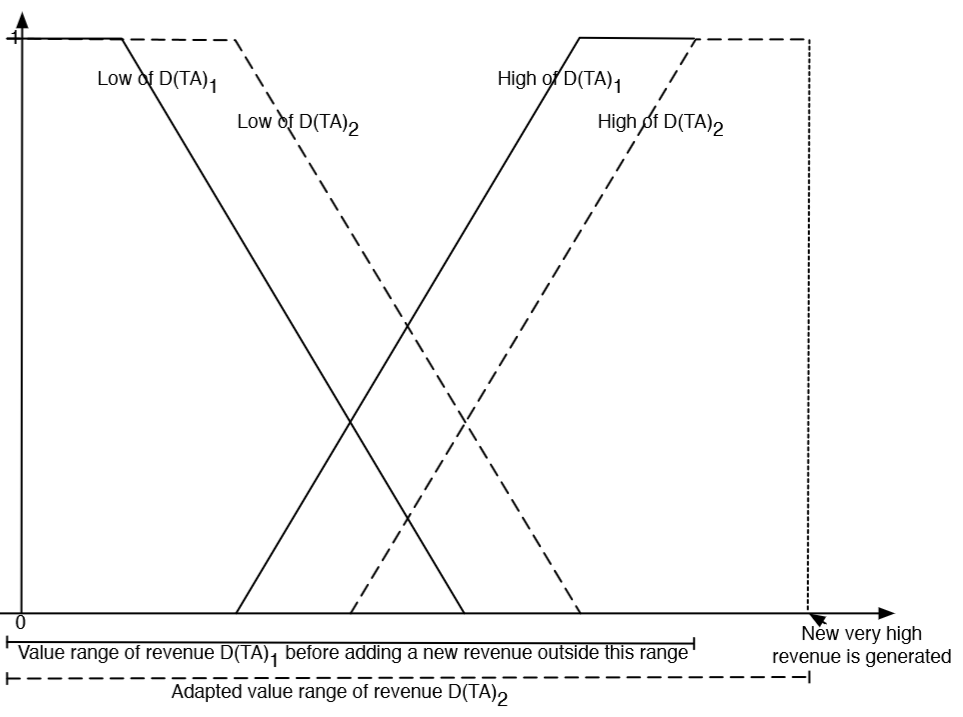 1
Low of D(TA)1
High of D(TA)1
Low of D(TA)2
High of D(TA)2
0
New very high
revenue is generated
Value range of revenue D(TA)1 before adding a new revenue outside this range
Adapted value range of revenue D(TA)2